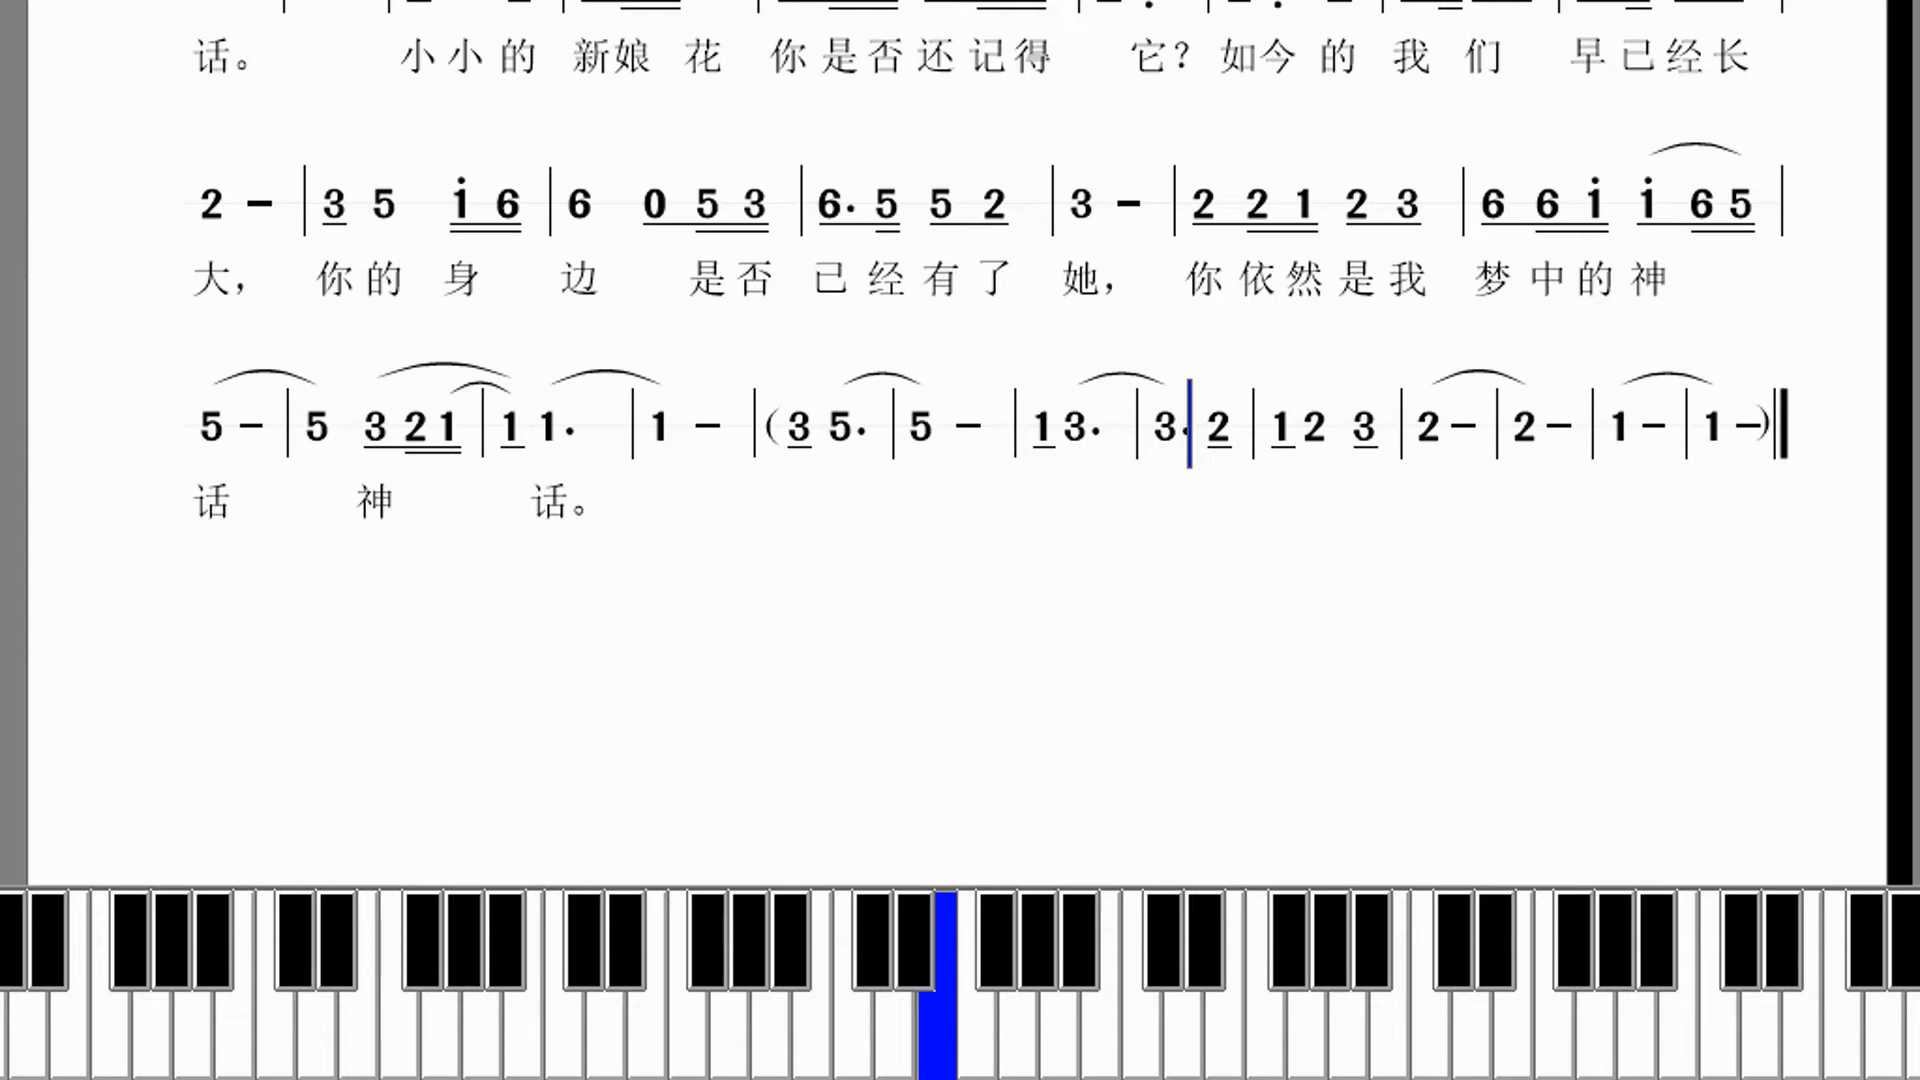 话。 小小的 新娘 花 你是否还记得 它？如今 的 我 们 早已经长
2 – | 3 5 i 6 | 6 0 5 3 | 6· 5 5 2 | 3 – | 2 2 1 2 3 | 6 6 i i 6 5 |
大， 你的 身 边 是否 已经有了 她， 你依然是我 梦中的神
5 – | 5 3 2 1 | 1 1· | 1 – | ( 3 5· | 5 – | 1 3· | 3· 2 | 1 2 3 | 2 – | 2 – | 1 – | 1 – ) ‖
话 神 话。